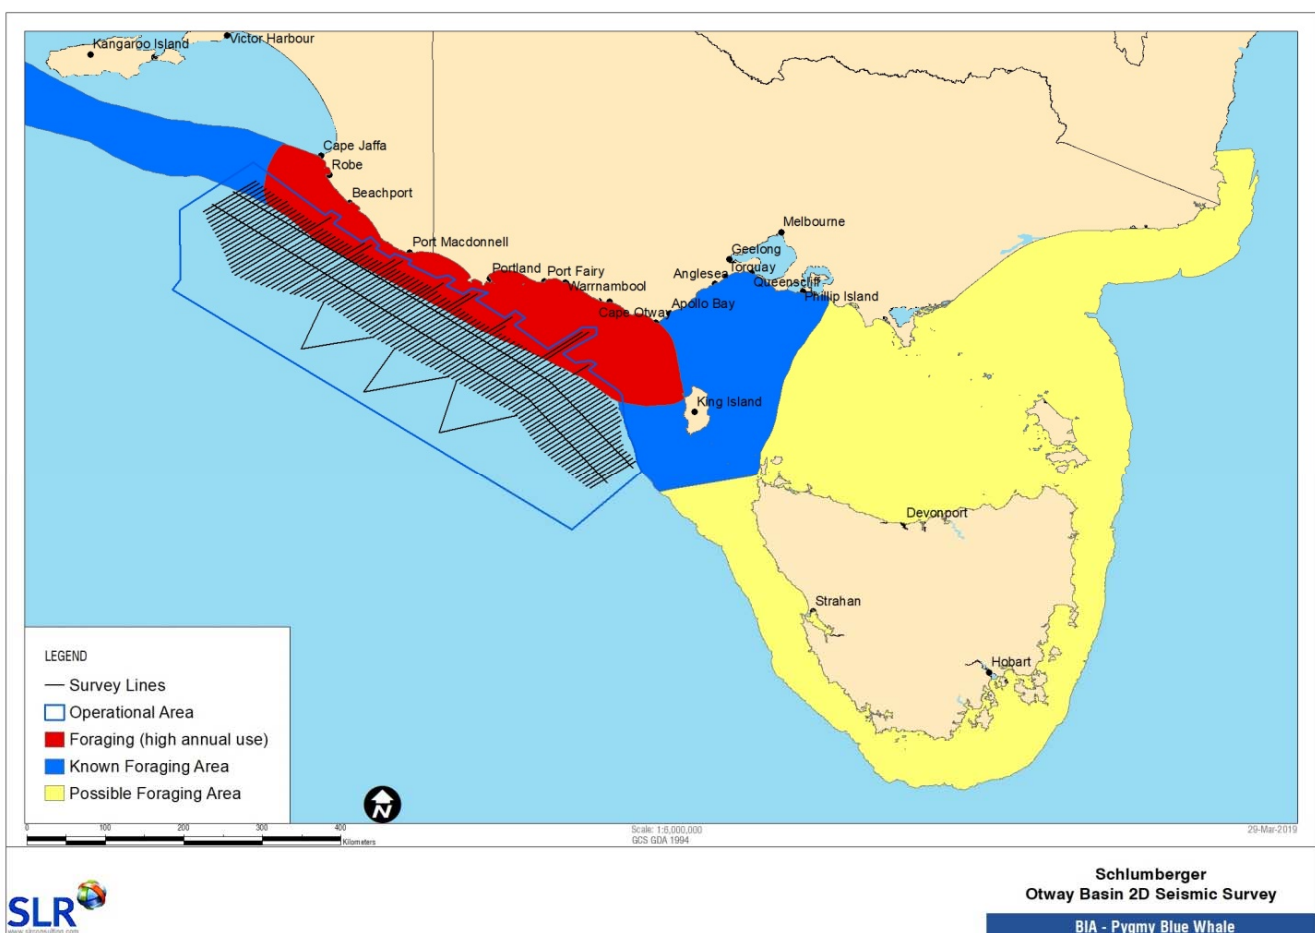 Kangaroo Island
Victor Harbour
Cape Jaffa
Robe
Beachport
Port Macdonnell
Portland
Port Fairy
Warrnambool
Cape Otway
Apollo Bay
Anglesea
Torquay
Geelong
Melbourne
Queenscliff
Phillip Island
King Island
Devonport
Strahan
Hobart
LEGEND
Survey Lines
Operational Area
Foraging (high annual use)
Known Foraging Area
Possible Foraging Area
N
0 100 200 300 400
Kilometers
Scale: 1:6,000,000
GCS GDA 1994
29-Mar-2019
SLR
www.slrconsulting.com
Schlumberger
Otway Basin 2D Seismic Survey
BIA - Pygmy Blue Whale